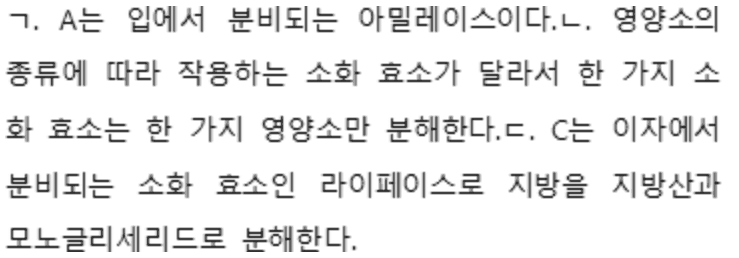 ㄱ. A는 입에서 분비되는 아밀레이스이다.ㄴ. 영양소의
종류에 따라 작용하는 소화 효소가 달라서 한 가지 소
화 효소는 한 가지 영양소만 분해한다.ㄷ. C는 이자에서
분비되는 소화 효소인 라이페이스로 지방을 지방산과
모노글리세리드로 분해한다.